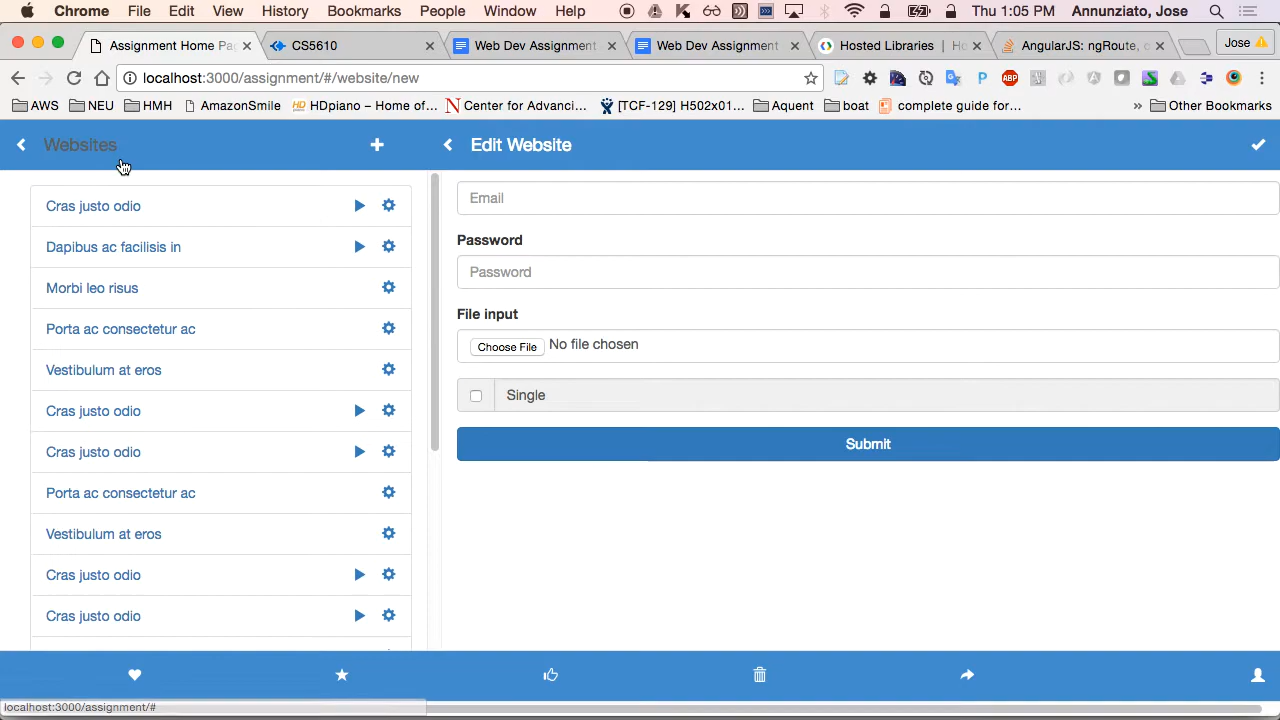 Chrome File Edit View History Bookmarks People Window Help Thu 1:05 PM Annunziato, Jose
Assignment Home Pa CS5610 Web Dev Assignment Web Dev Assignment Hosted Libraries | Ho AngularJS: ngRoute, Jose
localhost:3000/assignment/#/website/new
AWS NEU HMH AmazonSmile HDpiano – Home of... Center for Advanci... [TCF-129] H502x01... Aquent boat complete guide for... » Other Bookmarks
Websites Edit Website
Cras justo odio
Dapibus ac facilisis in
Morbi leo risus
Porta ac consectetur ac
Vestibulum at eros
Cras justo odio
Cras justo odio
Porta ac consectetur ac
Vestibulum at eros
Cras justo odio
Cras justo odio
Email
Password
Password
File input
Choose File No file chosen
Single
Submit
localhost:3000/assignment/#